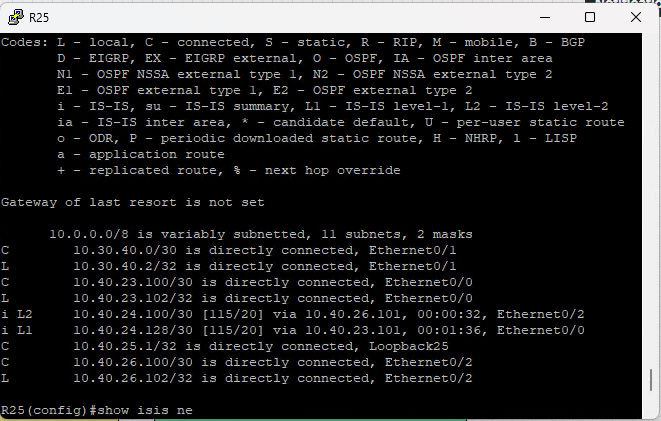 R25
Codes: L - local, C - connected, S - static, R - RIP, M - mobile, B - BGP
D - EIGRP, EX - EIGRP external, O - OSPF, IA - OSPF inter area
N1 - OSPF NSSA external type 1, N2 - OSPF NSSA external type 2
E1 - OSPF external type 1, E2 - OSPF external type 2
i - IS-IS, su - IS-IS summary, L1 - IS-IS level-1, L2 - IS-IS level-2
ia - IS-IS inter area, * - candidate default, U - per-user static route
o - ODR, P - periodic downloaded static route, H - NHRP, l - LISP
a - application route
+ - replicated route, % - next hop override
Gateway of last resort is not set
10.0.0.0/8 is variably subnetted, 11 subnets, 2 masks
C 10.30.40.0/30 is directly connected, Ethernet0/1
L 10.30.40.2/32 is directly connected, Ethernet0/1
C 10.40.23.100/30 is directly connected, Ethernet0/0
L 10.40.23.102/32 is directly connected, Ethernet0/0
i L2 10.40.24.100/30 [115/20] via 10.40.26.101, 00:00:32, Ethernet0/2
i L1 10.40.24.128/30 [115/20] via 10.40.23.101, 00:01:36, Ethernet0/0
C 10.40.25.1/32 is directly connected, Loopback25
C 10.40.26.100/30 is directly connected, Ethernet0/2
L 10.40.26.102/32 is directly connected, Ethernet0/2
R25(config)#show isis ne